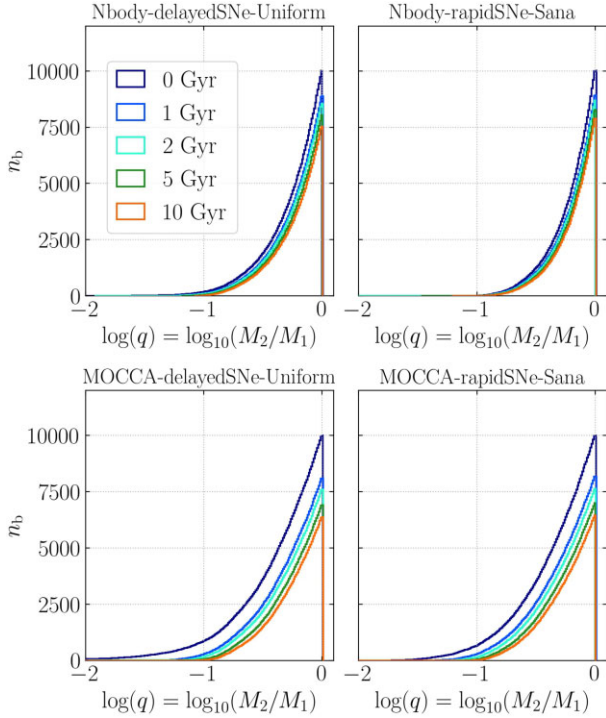 Nbody-delayedSNe-Uniform
Nbody-rapidSNe-Sana
10000
7500
5000
2500
0
n_b
0 Gyr
1 Gyr
2 Gyr
5 Gyr
10 Gyr
−2
−1
0
−2
−1
0
log(q) = log₁₀(M₂/M₁)
log(q) = log₁₀(M₂/M₁)
MOCCA-delayedSNe-Uniform
MOCCA-rapidSNe-Sana
10000
7500
5000
2500
0
n_b
−2
−1
0
−2
−1
0
log(q) = log₁₀(M₂/M₁)
log(q) = log₁₀(M₂/M₁)